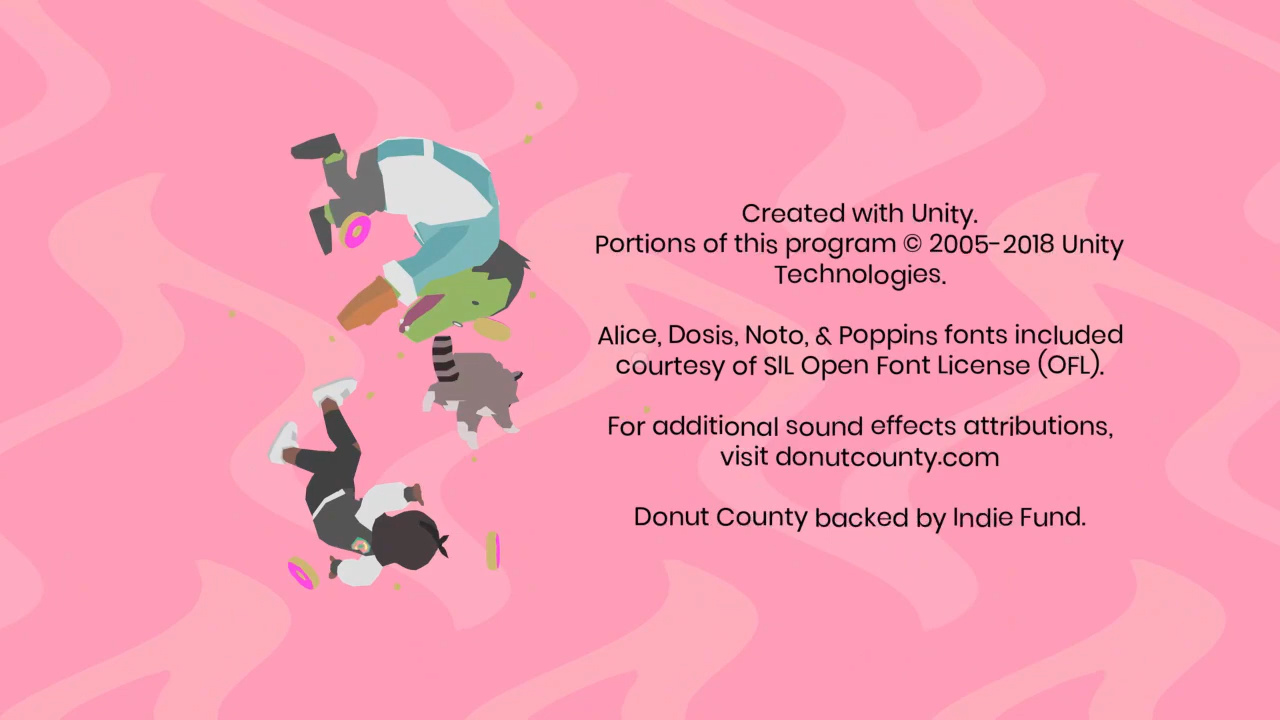 Created with Unity.
Portions of this program © 2005-2018 Unity
Technologies.
Alice, Dosis, Noto, & Poppins fonts included
courtesy of SIL Open Font License (OFL).
For additional sound effects attributions,
visit donutcounty.com
Donut County backed by Indie Fund.